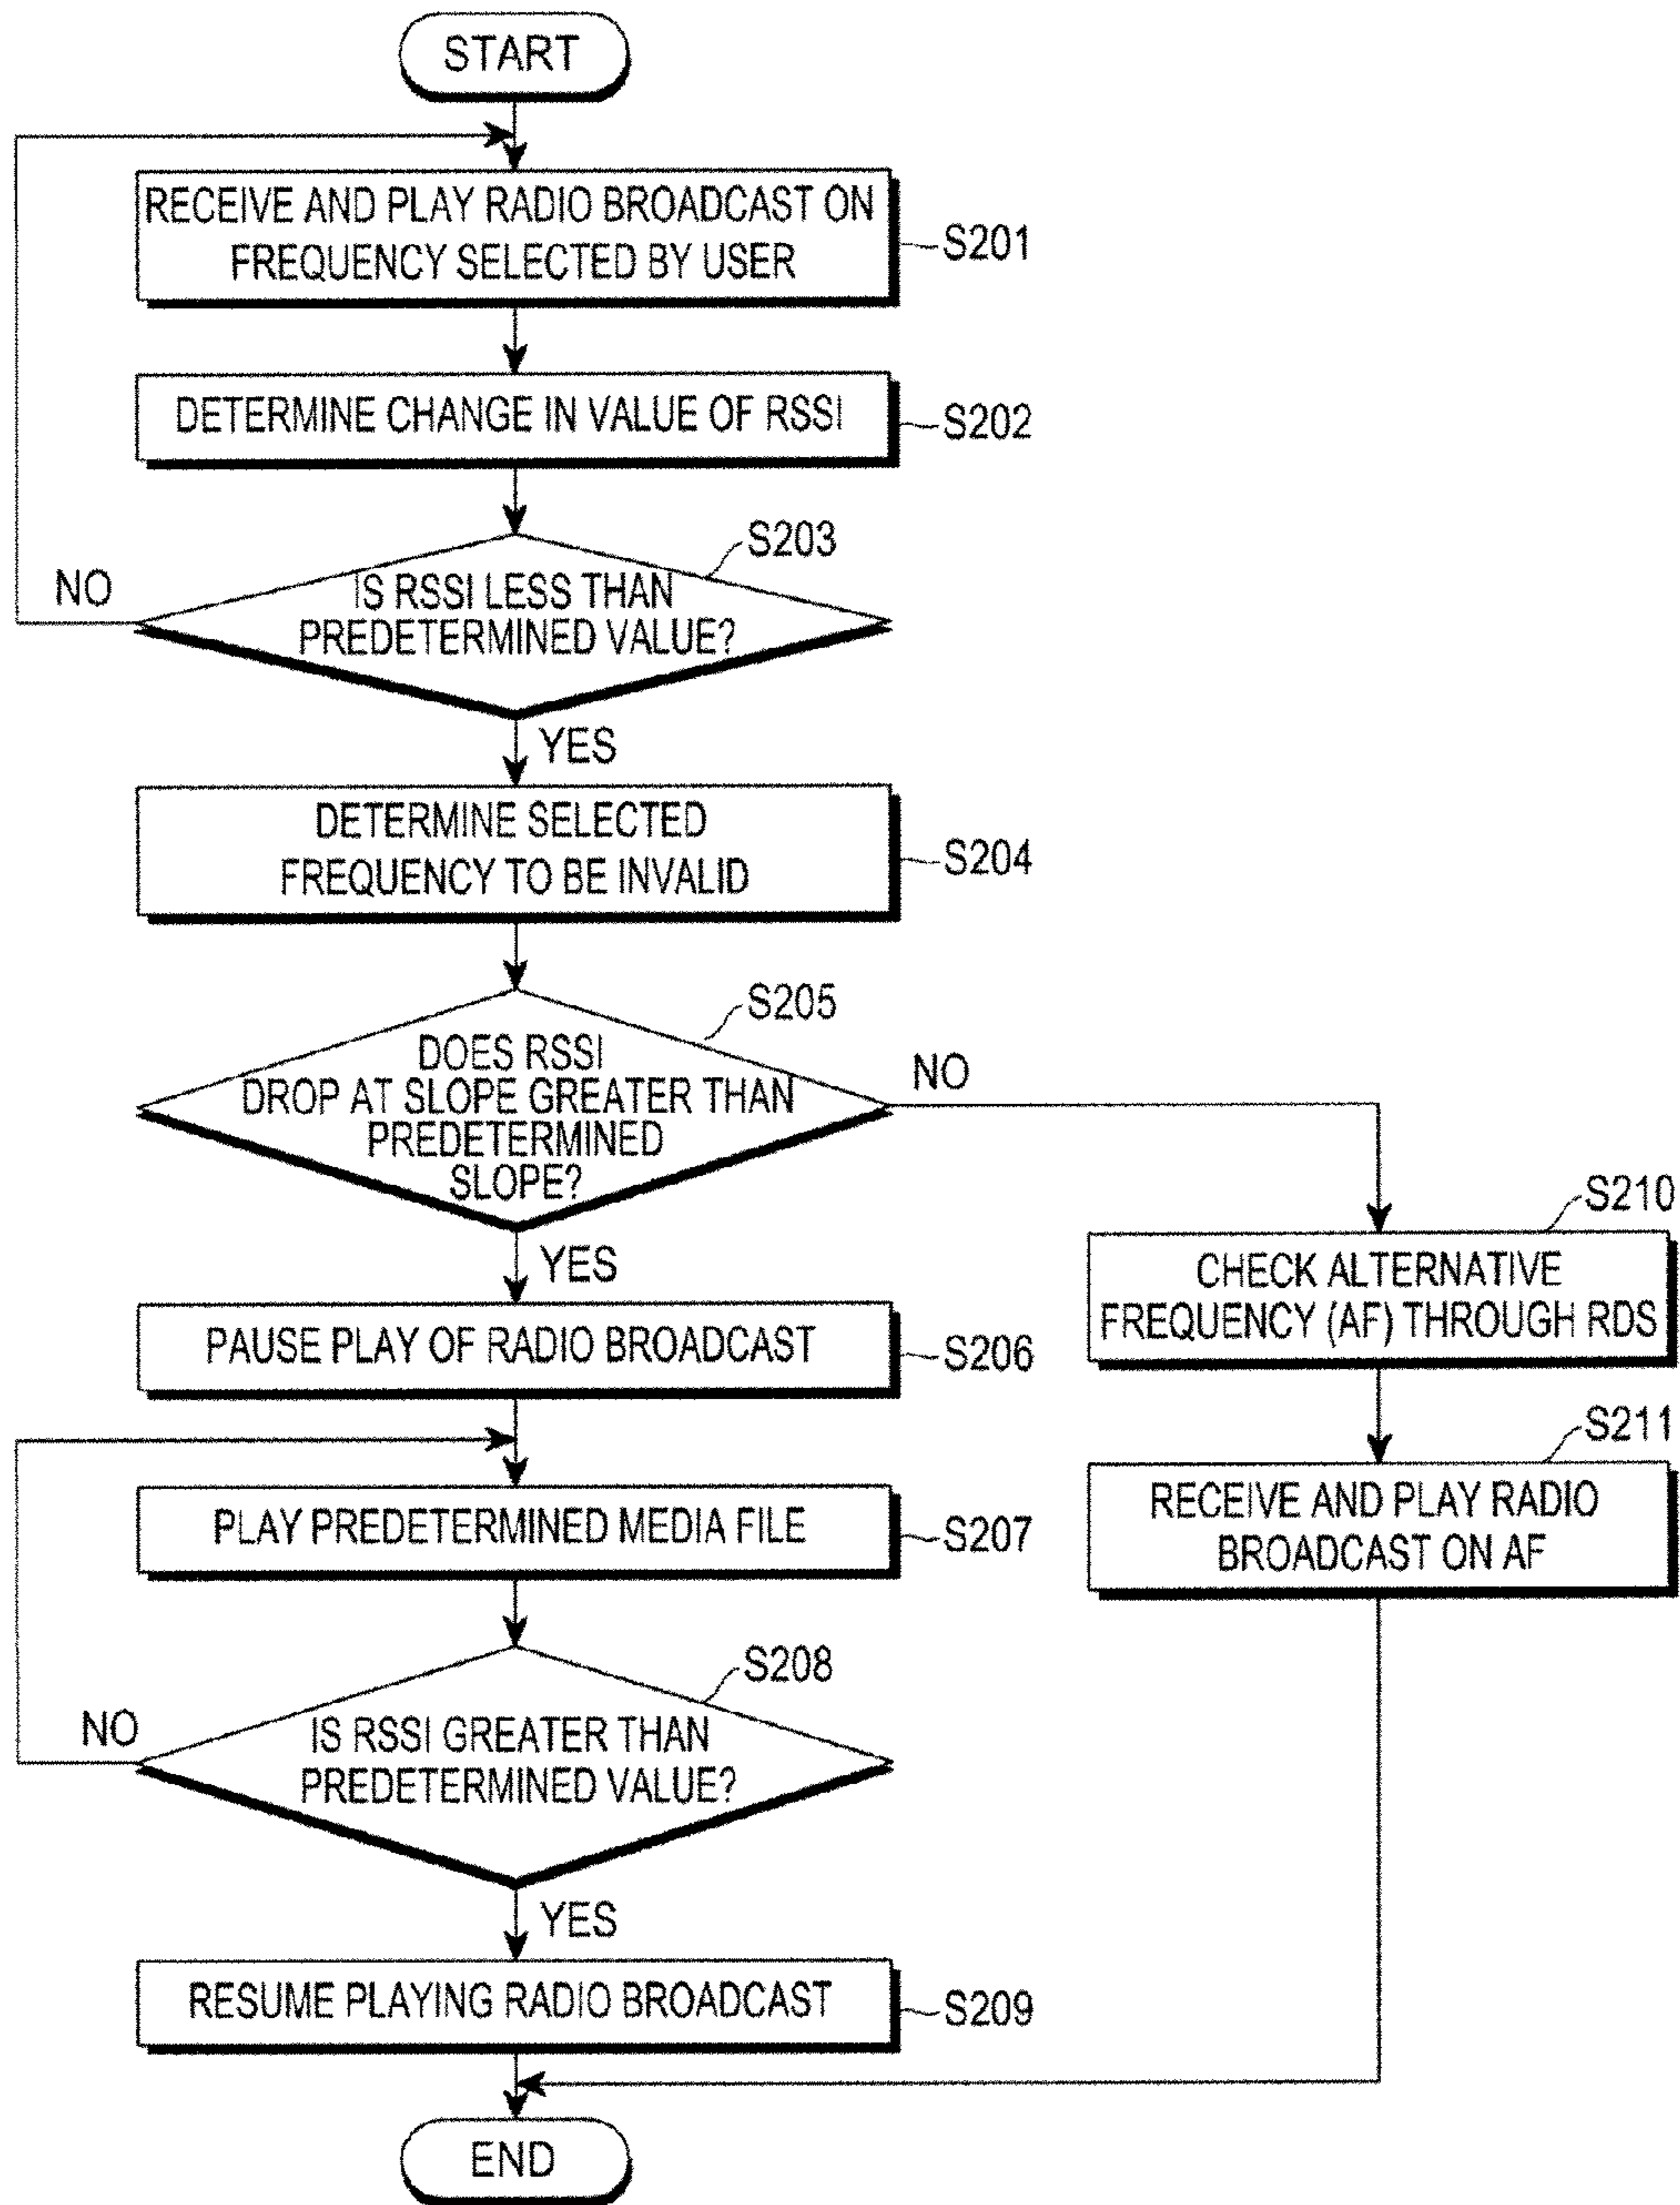 START
RECEIVE AND PLAY RADIO BROADCAST ON
FREQUENCY SELECTED BY USER
S201
DETERMINE CHANGE IN VALUE OF RSSI
S202
S203
NO
IS RSSI LESS THAN
PREDETERMINED VALUE?
YES
DETERMINE SELECTED
FREQUENCY TO BE INVALID
S204
S205
DOES RSSI
DROP AT SLOPE GREATER THAN
PREDETERMINED
SLOPE?
NO
YES
S210
CHECK ALTERNATIVE
FREQUENCY (AF) THROUGH RDS
PAUSE PLAY OF RADIO BROADCAST
S206
S211
RECEIVE AND PLAY RADIO
BROADCAST ON AF
PLAY PREDETERMINED MEDIA FILE
S207
S208
NO
IS RSSI GREATER THAN
PREDETERMINED VALUE?
YES
RESUME PLAYING RADIO BROADCAST
S209
END